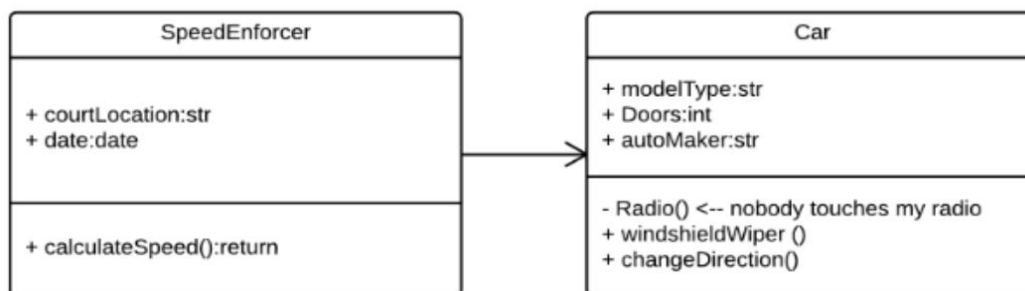 SpeedEnforcer
+ courtLocation:str
+ date:date
+ calculateSpeed():return
Car
+ modelType:str
+ Doors:int
+ autoMaker:str
- Radio() <-- nobody touches my radio
+ windshieldWiper ()
+ changeDirection()